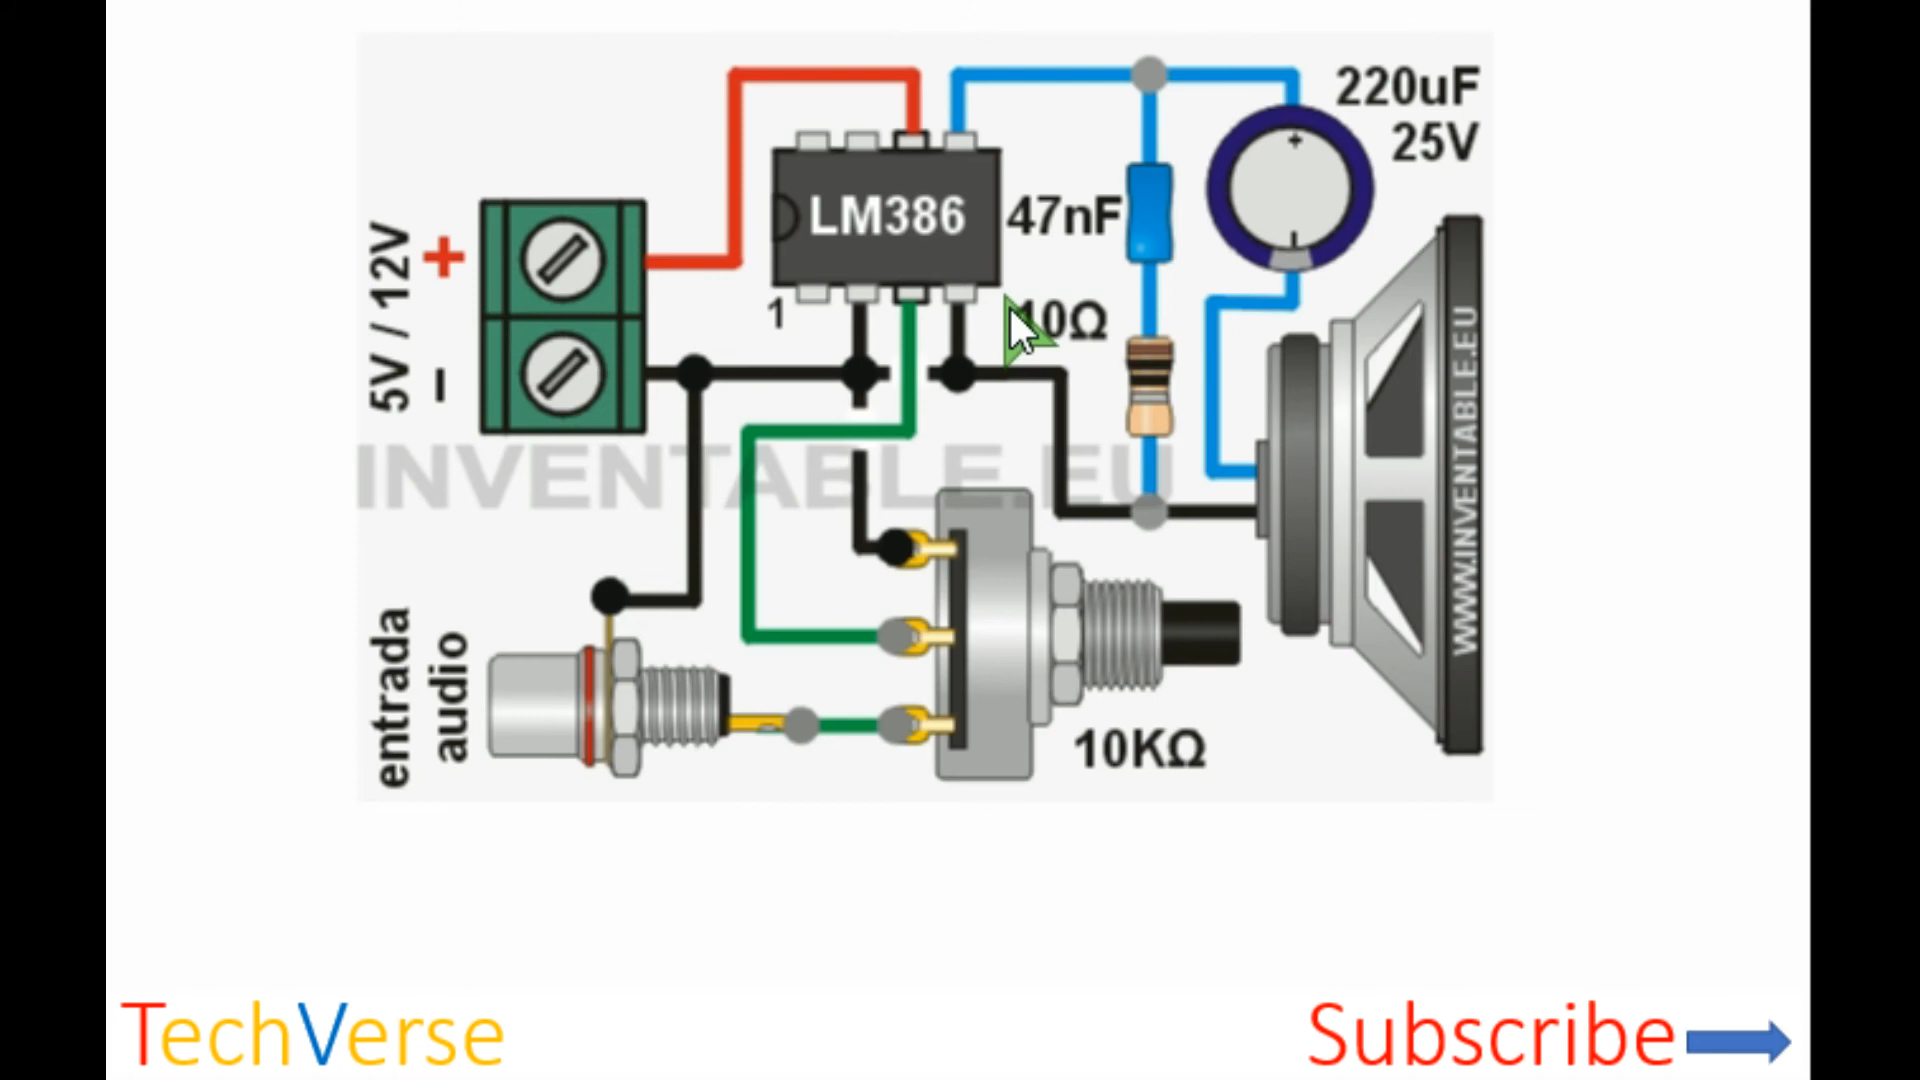 220uF
25V
5V / 12V
+
−
LM386
47nF
1
10Ω
INVENTABLE.EU
WWW.INVENTABLE.EU
entrada
audio
10KΩ
TechVerse
Subscribe